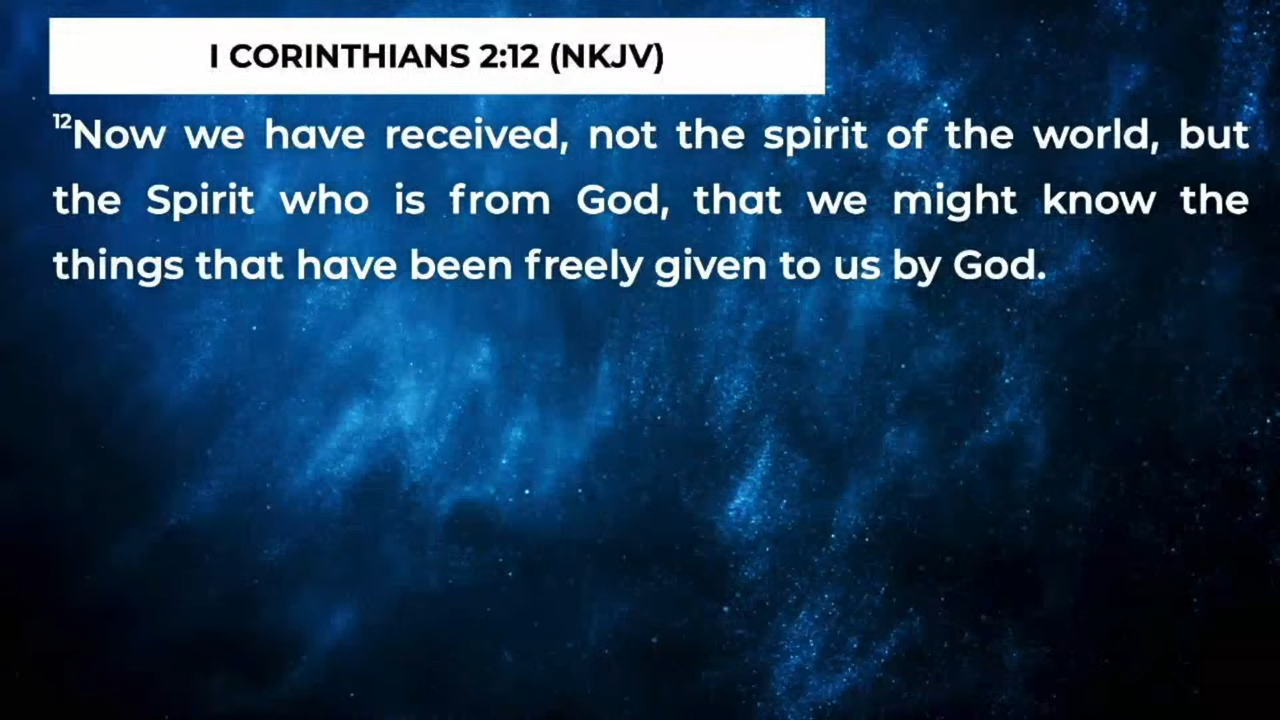 I CORINTHIANS 2:12 (NKJV)
¹²Now we have received, not the spirit of the world, but
the Spirit who is from God, that we might know the
things that have been freely given to us by God.